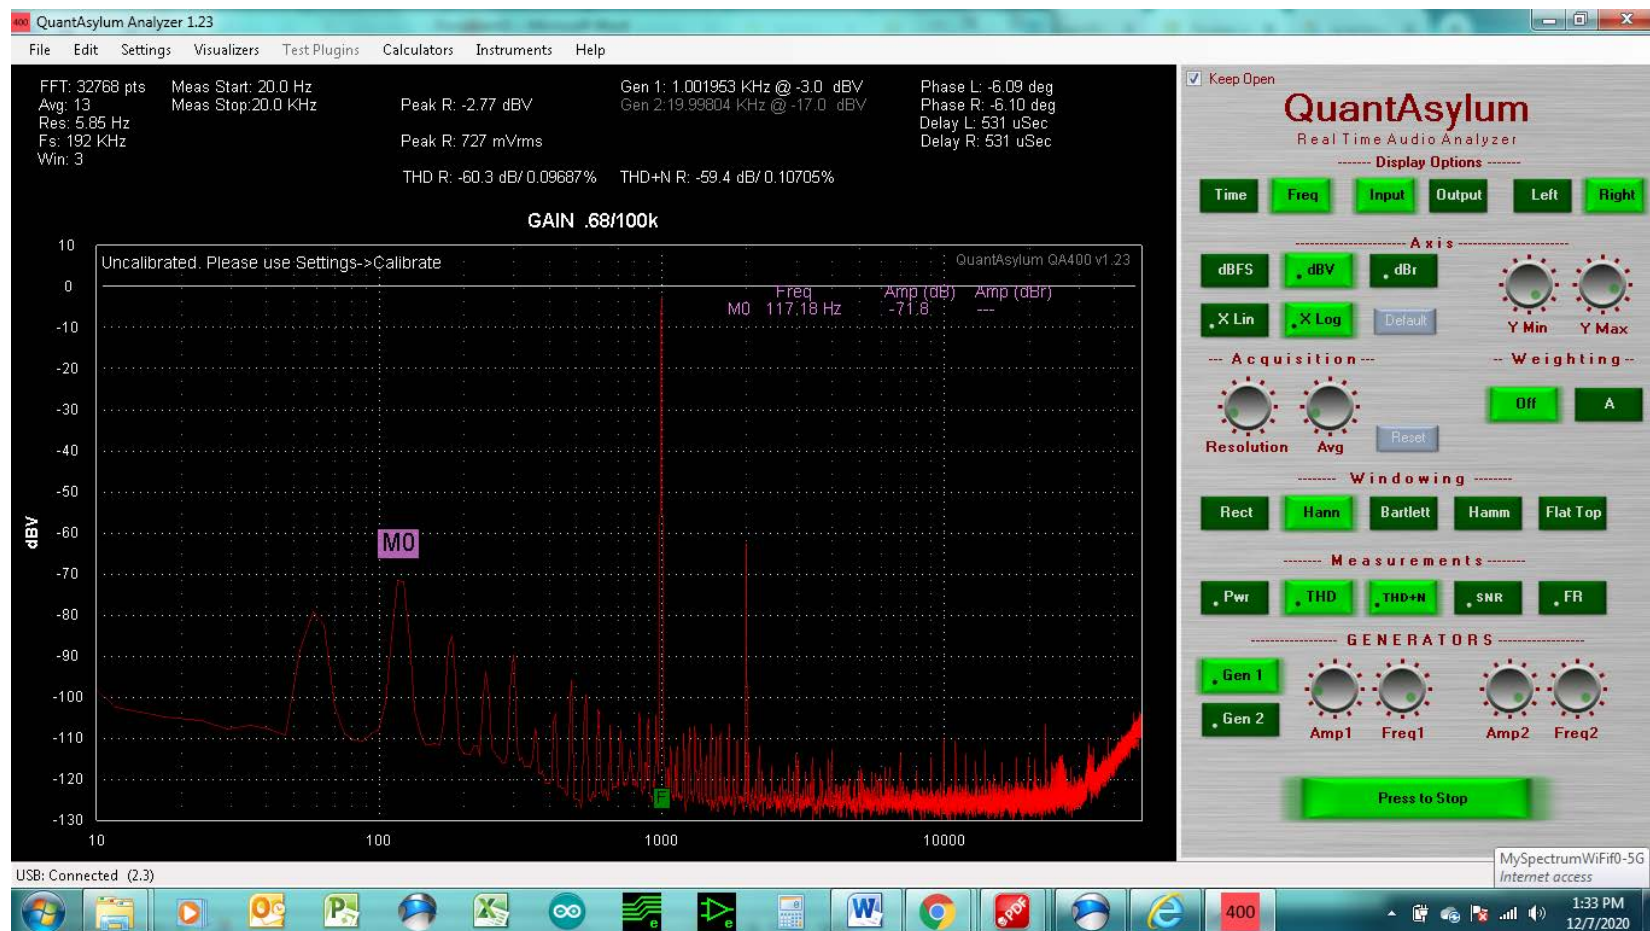 QuantAsylum Analyzer 1.23
File Edit Settings Visualizers Test Plugins Calculators Instruments Help
FFT: 32768 pts Meas Start: 20.0 Hz Gen 1: 1.001953 KHz @ -3.0 dBV Phase L: -6.09 deg
Avg: 13 Meas Stop:20.0 KHz Peak R: -2.77 dBV Gen 2:19.99804 KHz @ -17.0 dBV Phase R: -6.10 deg
Res: 5.85 Hz Delay L: 531 uSec
Fs: 192 KHz Peak R: 727 mVrms Delay R: 531 uSec
Win: 3
THD R: -60.3 dB/ 0.09687% THD+N R: -59.4 dB/ 0.10705%
GAIN .68/100k
Uncalibrated. Please use Settings->Calibrate QuantAsylum QA400 v1.23
Freq Amp (dB) Amp (dBr)
M0 117.18 Hz -71.8 ---
10
0
-10
-20
-30
-40
-50
-60
-70
-80
-90
-100
-110
-120
-130
dBV
M0
F
10 100 1000 10000
Keep Open
QuantAsylum
Real Time Audio Analyzer
------- Display Options -------
Time Freq Input Output Left Right
Axis
dBFS dBV dBr
X Lin X Log Default Y Min Y Max
--- Acquisition --- -- Weighting--
Off A
Resolution Avg Reset
Windowing
Rect Hann Bartlett Hamm Flat Top
Measurements
Pwr THD THD+N SNR FR
GENERATORS
Gen 1
Gen 2
Amp1 Freq1 Amp2 Freq2
Press to Stop
MySpectrumWiFif0-5G
Internet access
USB: Connected (2.3)
400
1:33 PM
12/7/2020